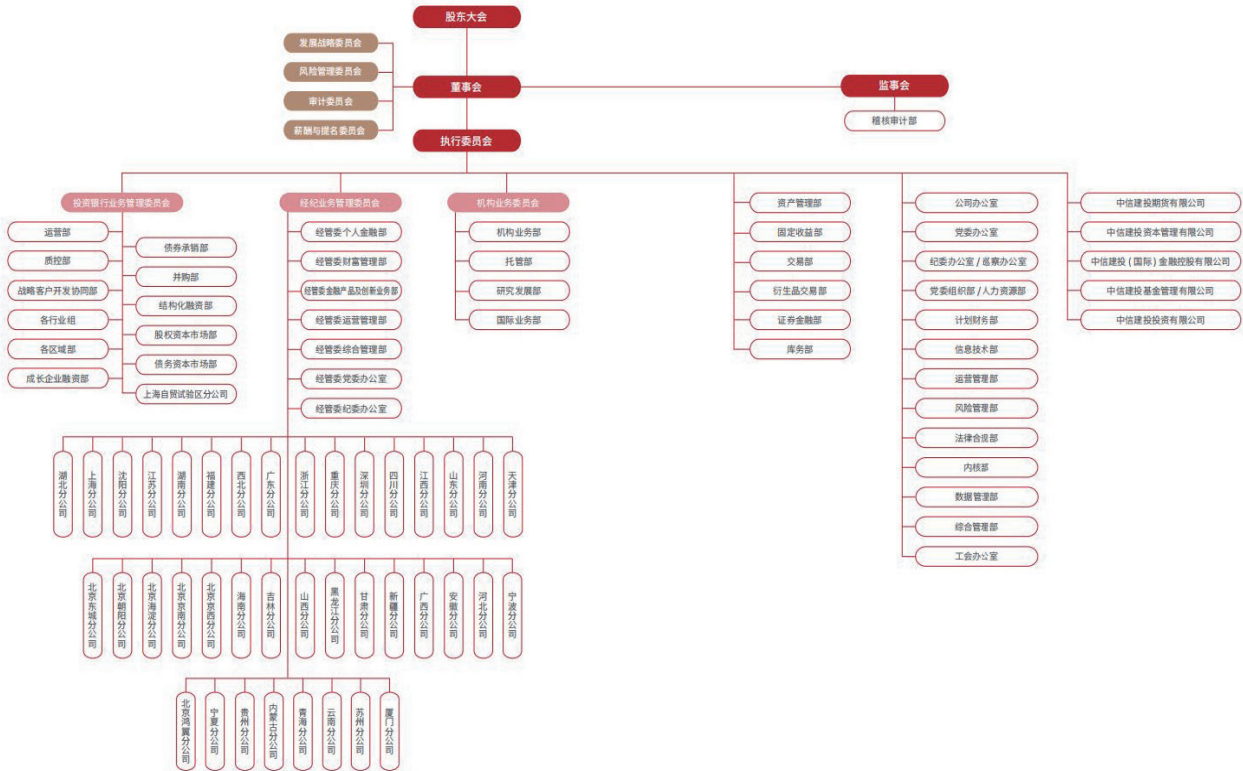 股东大会
发展战略委员会
风险管理委员会
审计委员会
薪酬与提名委员会
董事会
监事会
稽核审计部
执行委员会
投资银行业务管理委员会
运营部
质控部
战略客户开发协同部
各行业组
各区域部
成长企业融资部
债券承销部
并购部
结构化融资部
股权资本市场部
债务资本市场部
上海自贸试验区分公司
经纪业务管理委员会
经管委个人金融部
经管委财富管理部
经管委金融产品及创新业务部
经管委运营管理部
经管委综合管理部
经管委党委办公室
经管委纪委办公室
机构业务委员会
机构业务部
托管部
研究发展部
国际业务部
资产管理部
固定收益部
交易部
衍生品交易部
证券金融部
库务部
公司办公室
党委办公室
纪委办公室/巡察办公室
党委组织部/人力资源部
计划财务部
信息技术部
运营管理部
风险管理部
法律合规部
内核部
数据管理部
综合管理部
工会办公室
中信建投期货有限公司
中信建投资本管理有限公司
中信建投(国际)金融控股有限公司
中信建投基金管理有限公司
中信建投投资有限公司
湖北分公司
上海分公司
沈阳分公司
江苏分公司
湖南分公司
福建分公司
西北分公司
广东分公司
浙江分公司
重庆分公司
深圳分公司
四川分公司
江西分公司
山东分公司
河南分公司
天津分公司
北京东城分公司
北京朝阳分公司
北京海淀分公司
北京京南分公司
北京京西分公司
海南分公司
吉林分公司
山西分公司
黑龙江分公司
甘肃分公司
新疆分公司
广西分公司
安徽分公司
河北分公司
宁波分公司
北京鸿翼分公司
宁夏分公司
贵州分公司
内蒙古分公司
青海分公司
云南分公司
苏州分公司
厦门分公司